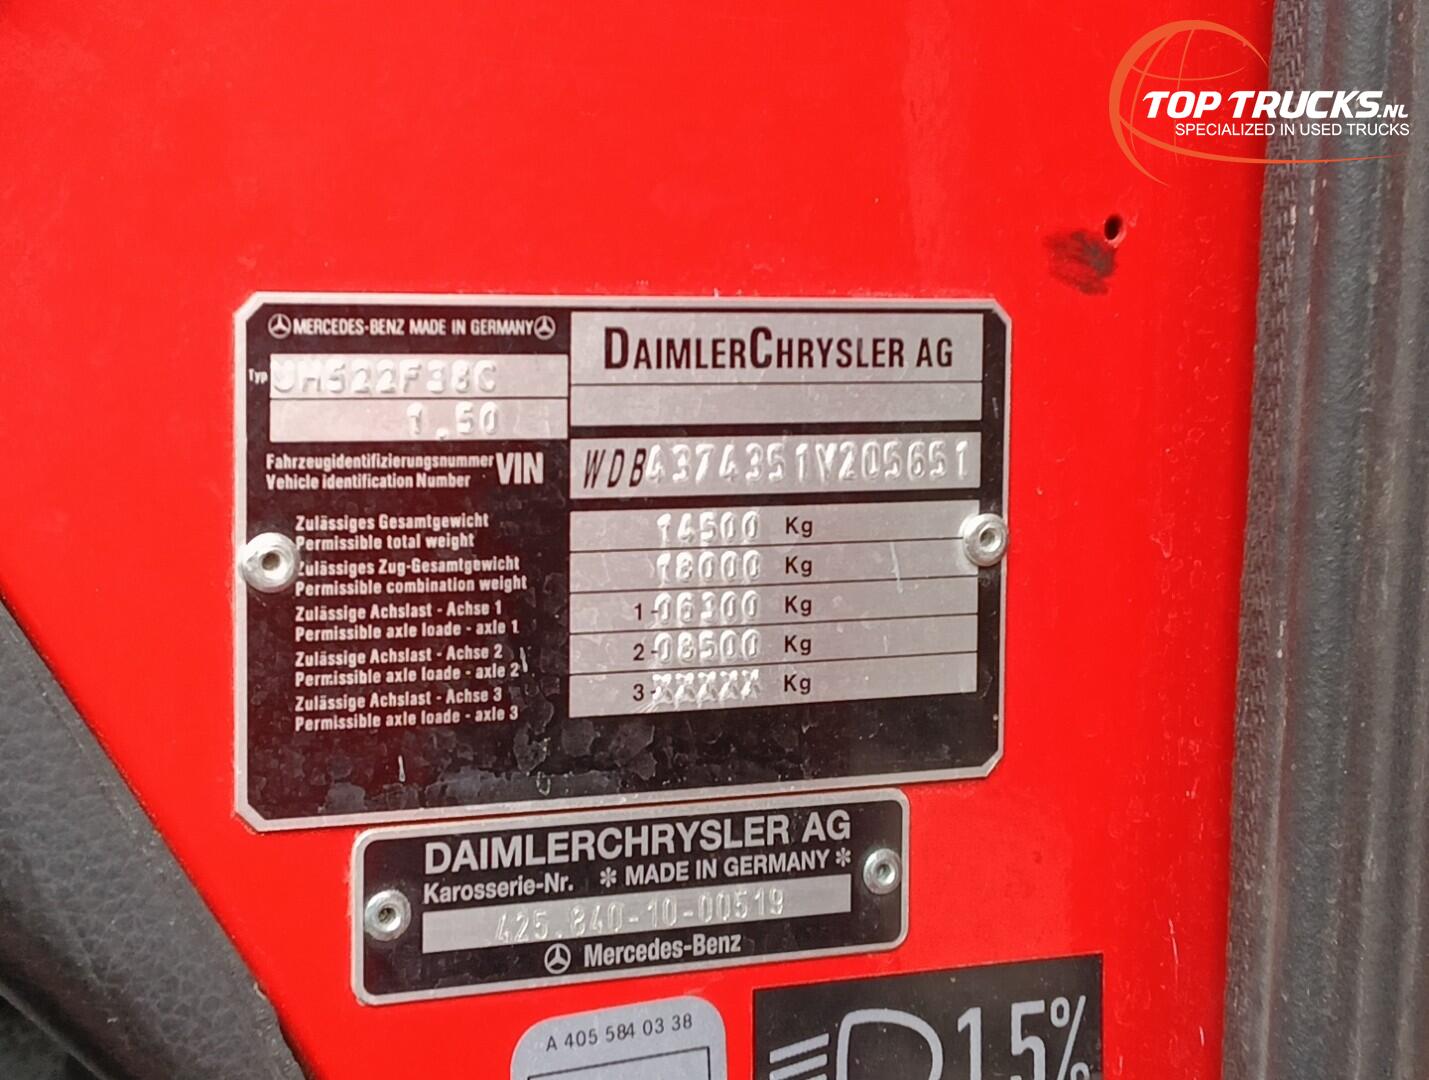 TOP TRUCKS.NL
SPECIALIZED IN USED TRUCKS
MERCEDES-BENZ MADE IN GERMANY
DAIMLERCHRYSLER AG
Typ UM522F38C
1.50
Fahrzeugidentifizierungsnummer
Vehicle identification Number
VIN
WDB4374351V205651
Zulässiges Gesamtgewicht
Permissible total weight
14500 Kg
Zulässiges Zug-Gesamtgewicht
Permissible combination weight
18000 Kg
Zulässige Achslast - Achse 1
Permissible axle loade - axle 1
1-06300 Kg
Zulässige Achslast - Achse 2
Permissible axle loade - axle 2
2-08500 Kg
Zulässige Achslast - Achse 3
Permissible axle loade - axle 3
3-XXXXX Kg
DAIMLERCHRYSLER AG
Karosserie-Nr. * MADE IN GERMANY *
425.840-10-00519
Mercedes-Benz
A 405 584 03 38
1.5%